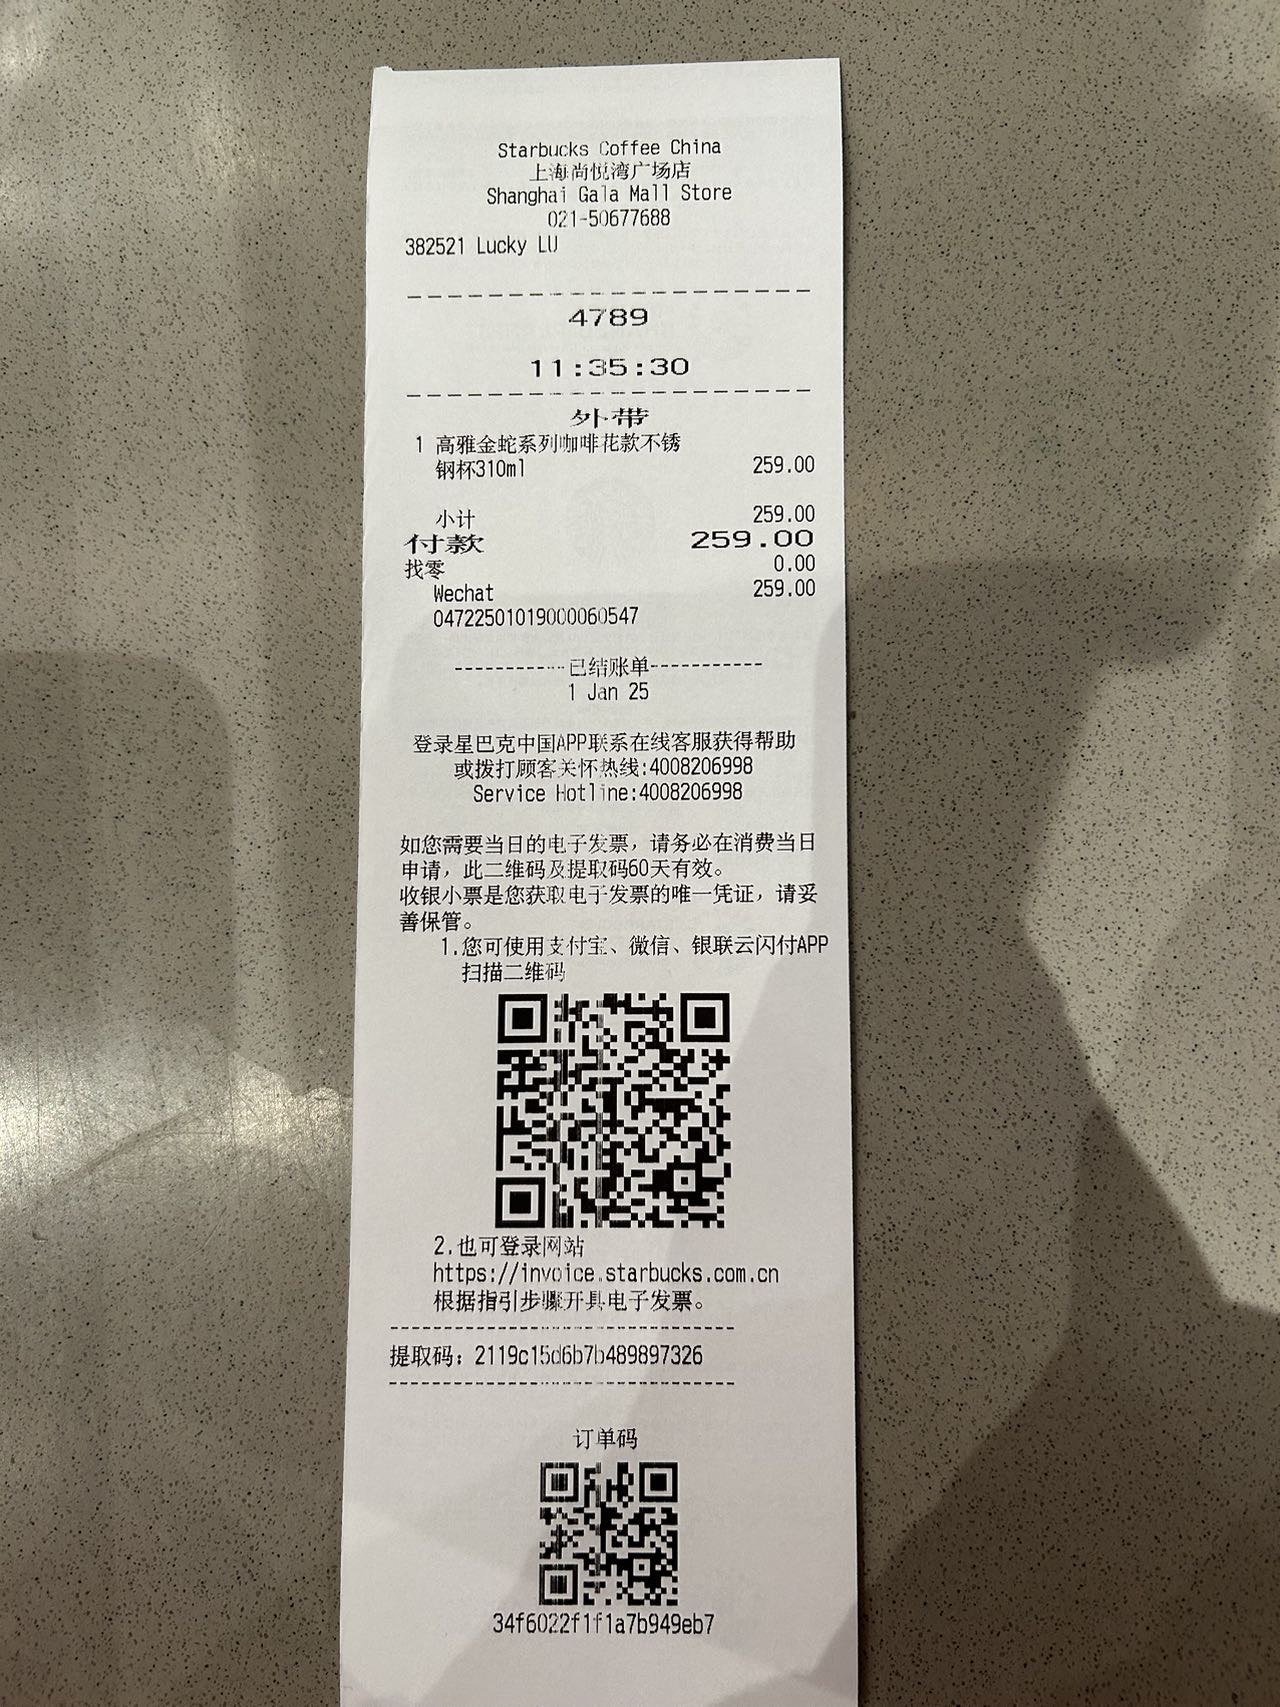 Starbucks Coffee China
上海尚悦湾广场店
Shanghai Gala Mall Store
021-50677688
382521 Lucky LU
4789
11:35:30
外带
1 高雅金蛇系列咖啡花款不锈
钢杯310ml 259.00
小计 259.00
付款 259.00
找零 0.00
Wechat 259.00
04722501019000060547
------------已结账单-----------
1 Jan 25
登录星巴克中国APP联系在线客服获得帮助
或拨打顾客关怀热线:4008206998
Service Hotline:4008206998
如您需要当日的电子发票，请务必在消费当日
申请，此二维码及提取码60天有效。
收银小票是您获取电子发票的唯一凭证，请妥
善保管。
1.您可使用支付宝、微信、银联云闪付APP
扫描二维码
2.也可登录网站
https://invoice.starbucks.com.cn
根据指引步骤开具电子发票。
提取码：2119c15d6b7b489897326
订单码
34f6022f1f1a7b949eb7